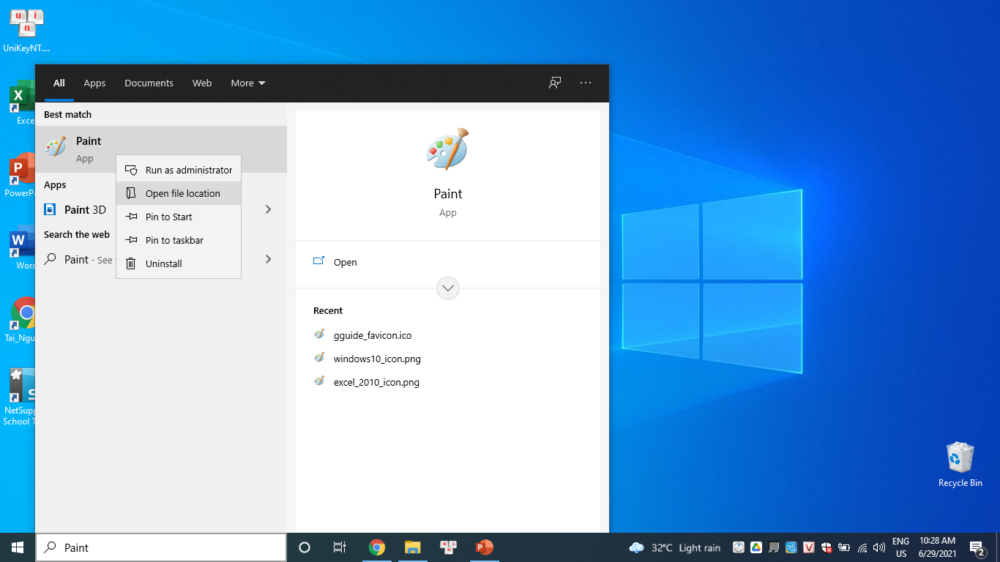 UniKeyNT....
Exce
PowerPo
Word
Tai_Ngu
NetSupp
School T
All Apps Documents Web More
Best match
Paint
App
Run as administrator
Open file location
Pin to Start
Pin to taskbar
Uninstall
Apps
Paint 3D
Search the web
Paint - See
Paint
App
Open
Recent
gguide_favicon.ico
windows10_icon.png
excel_2010_icon.png
Recycle Bin
Paint
32°C Light rain
ENG
US
10:28 AM
6/29/2021
2